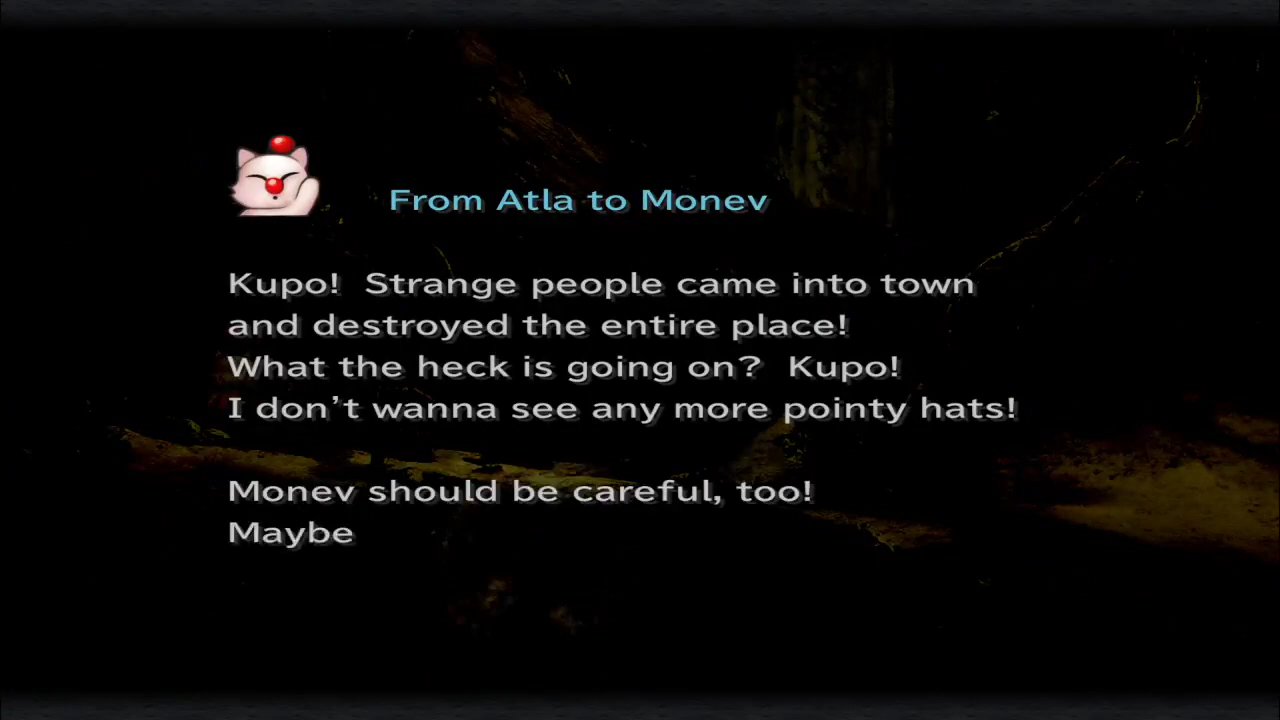 From Atla to Monev
Kupo!  Strange people came into town
and destroyed the entire place!
What the heck is going on?  Kupo!
I don’t wanna see any more pointy hats!
Monev should be careful, too!
Maybe